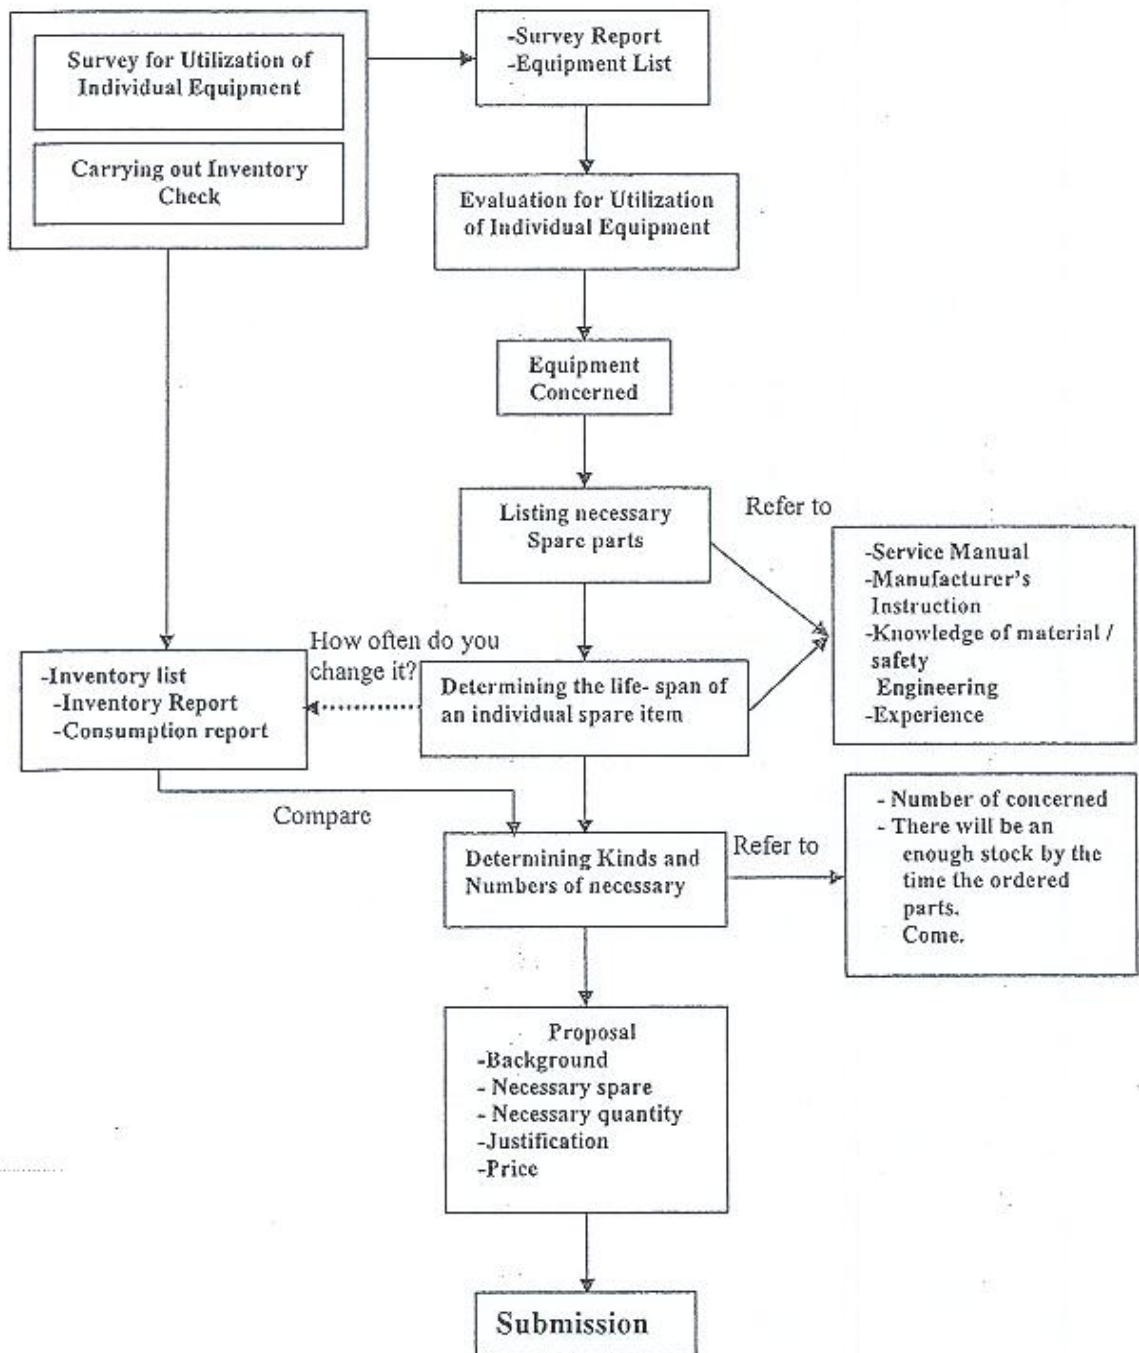 Survey for Utilization of
Individual Equipment
Carrying out Inventory
Check
-Survey Report
-Equipment List
Evaluation for Utilization
of Individual Equipment
Equipment
Concerned
Listing necessary
Spare parts
Refer to
-Service Manual
-Manufacturer's
Instruction
-Knowledge of material /
safety
Engineering
-Experience
How often do you
change it?
-Inventory list
-Inventory Report
-Consumption report
Determining the life- span of
an individual spare item
Compare
Determining Kinds and
Numbers of necessary
Refer to
- Number of concerned
- There will be an
enough stock by the
time the ordered
parts.
Come.
Proposal
-Background
- Necessary spare
- Necessary quantity
-Justification
-Price
Submission